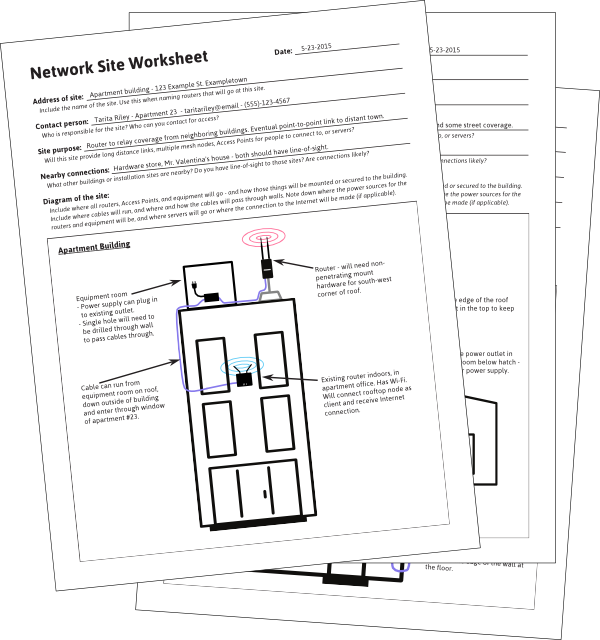 Network Site Worksheet
Date: 5-23-2015
Address of site: Apartment building - 123 Example St. Exampletown
Include the name of the site. Use this when naming routers that will go at this site.
Contact person: Tarita Riley - Apartment 23 - taritariley@email - (555)-123-4567
Who is responsible for the site? Who can you contact for access?
Site purpose: Router to relay coverage from neighboring buildings. Eventual point-to-point link to distant town.
Will this site provide long distance links, multiple mesh nodes, Access Points for people to connect to, or servers?
Nearby connections: Hardware store, Mr. Valentina's house - both should have line-of-sight.
What other buildings or installation sites are nearby? Do you have line-of-sight to those sites? Are connections likely?
Diagram of the site:
Include where all routers, Access Points, and equipment will go - and how those things will be mounted or secured to the building.
Include where cables will run, and where and how the cables will pass through walls. Note down where the power sources for the
routers and equipment will be, and where servers will go or where the connection to the Internet will be made (if applicable).
Apartment Building
Router - will need non-
penetrating mount
hardware for south-west
corner of roof.
Equipment room
- Power supply can plug in
to existing outlet.
- Single hole will need to
be drilled through wall
to pass cables through.
Cable can run from
equipment room on roof,
down outside of building
and enter through window
of apartment #23.
Existing router indoors, in
apartment office. Has Wi-Fi.
Will connect rooftop node as
client and receive Internet
connection.
5-23-2015
some street coverage.
or servers?
likely?
or secured to the building.
the power sources for the
be made (if applicable).
edge of the roof
in the top to keep
power outlet in
room below hatch -
power supply.
of the wall at
the floor.